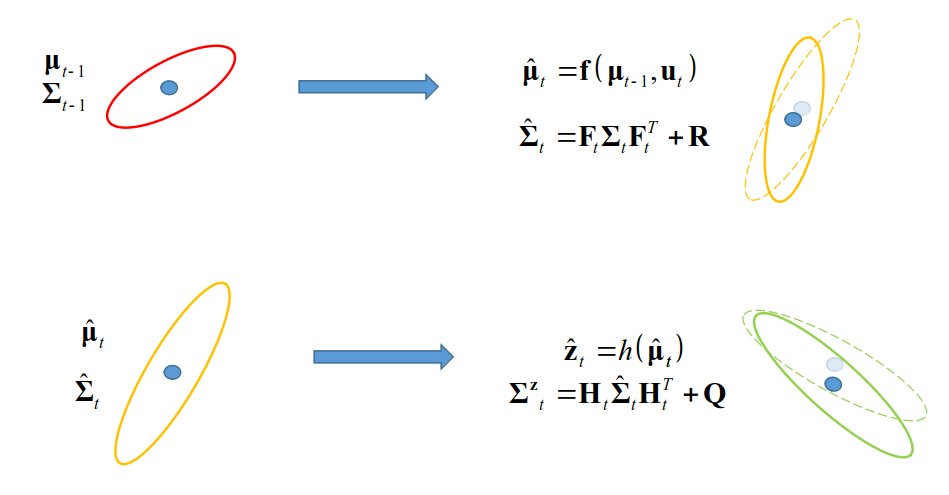 μ_{t-1}
Σ_{t-1}
μ̂_t = f(μ_{t-1}, u_t)
Σ̂_t = F_t Σ_t F_t^T + R
μ̂_t
Σ̂_t
ẑ_t = h(μ̂_t)
Σ^z_t = H_t Σ̂_t H_t^T + Q